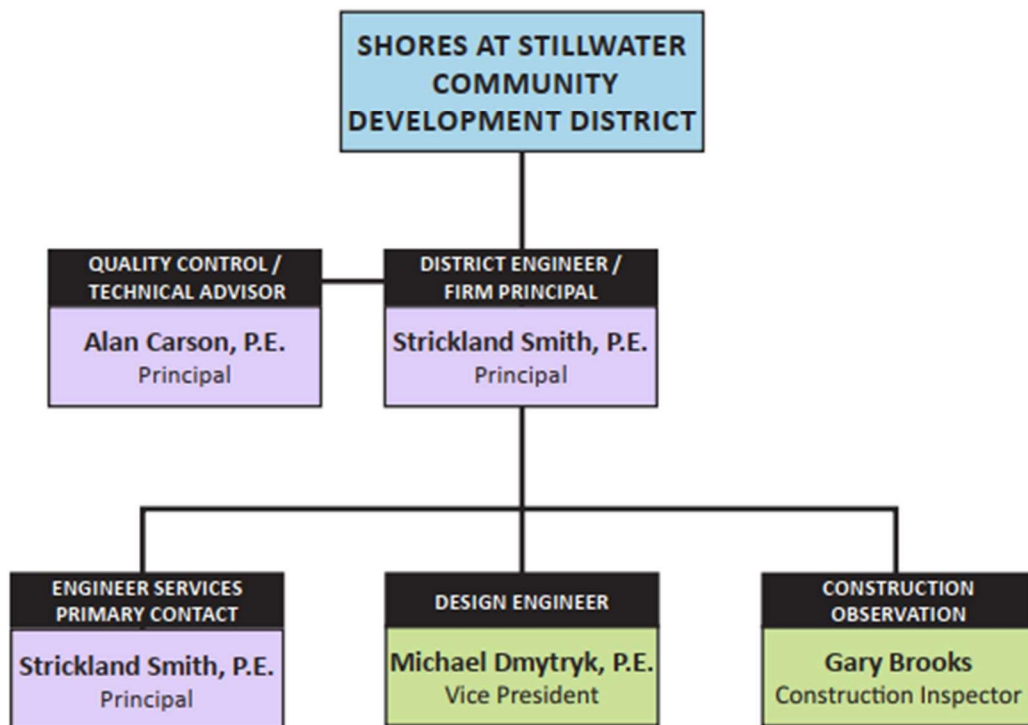 SHORES AT STILLWATER
COMMUNITY
DEVELOPMENT DISTRICT
QUALITY CONTROL /
TECHNICAL ADVISOR
Alan Carson, P.E.
Principal
DISTRICT ENGINEER /
FIRM PRINCIPAL
Strickland Smith, P.E.
Principal
ENGINEER SERVICES
PRIMARY CONTACT
Strickland Smith, P.E.
Principal
DESIGN ENGINEER
Michael Dmytryk, P.E.
Vice President
CONSTRUCTION
OBSERVATION
Gary Brooks
Construction Inspector